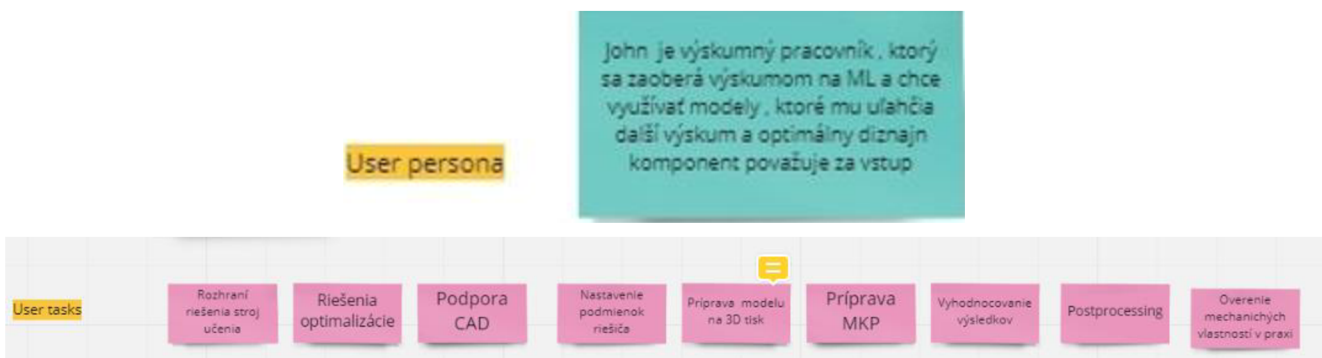 John je výskumný pracovník , ktorý
sa zaoberá výskumom na ML a chce
využívať modely , ktoré mu uľahčia
ďalší výskum a optimálny diznajn
komponent považuje za vstup
User persona
User tasks
Rozhraní
riešenia stroj
učenia
Riešenia
optimalizácie
Podpora
CAD
Nastavenie
podmienok
riešiča
Príprava modelu
na 3D tisk
Príprava
MKP
Vyhodnocovanie
výsledkov
Postprocessing
Overenie
mechanichých
vlastností v praxi